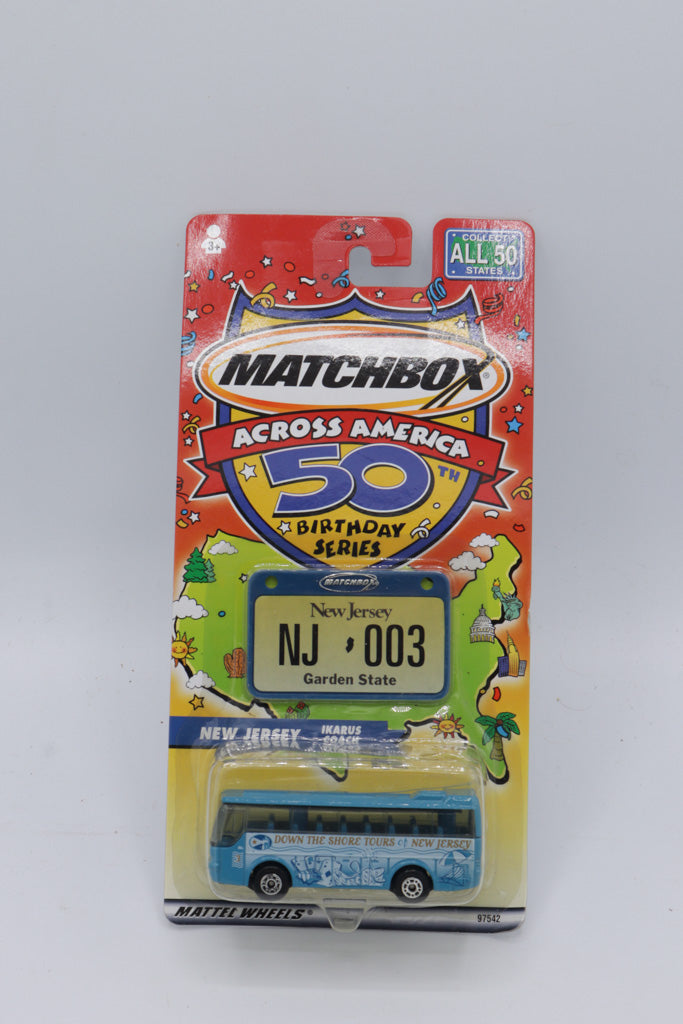 3+
COLLECT
ALL 50
STATES
MATCHBOX®
ACROSS AMERICA
50TH
BIRTHDAY
SERIES
MATCHBOX
New Jersey
NJ 003
Garden State
NEW JERSEY IKARUS
COACH
DOWN THE SHORE TOURS of NEW JERSEY
MATTEL WHEELS®
97542